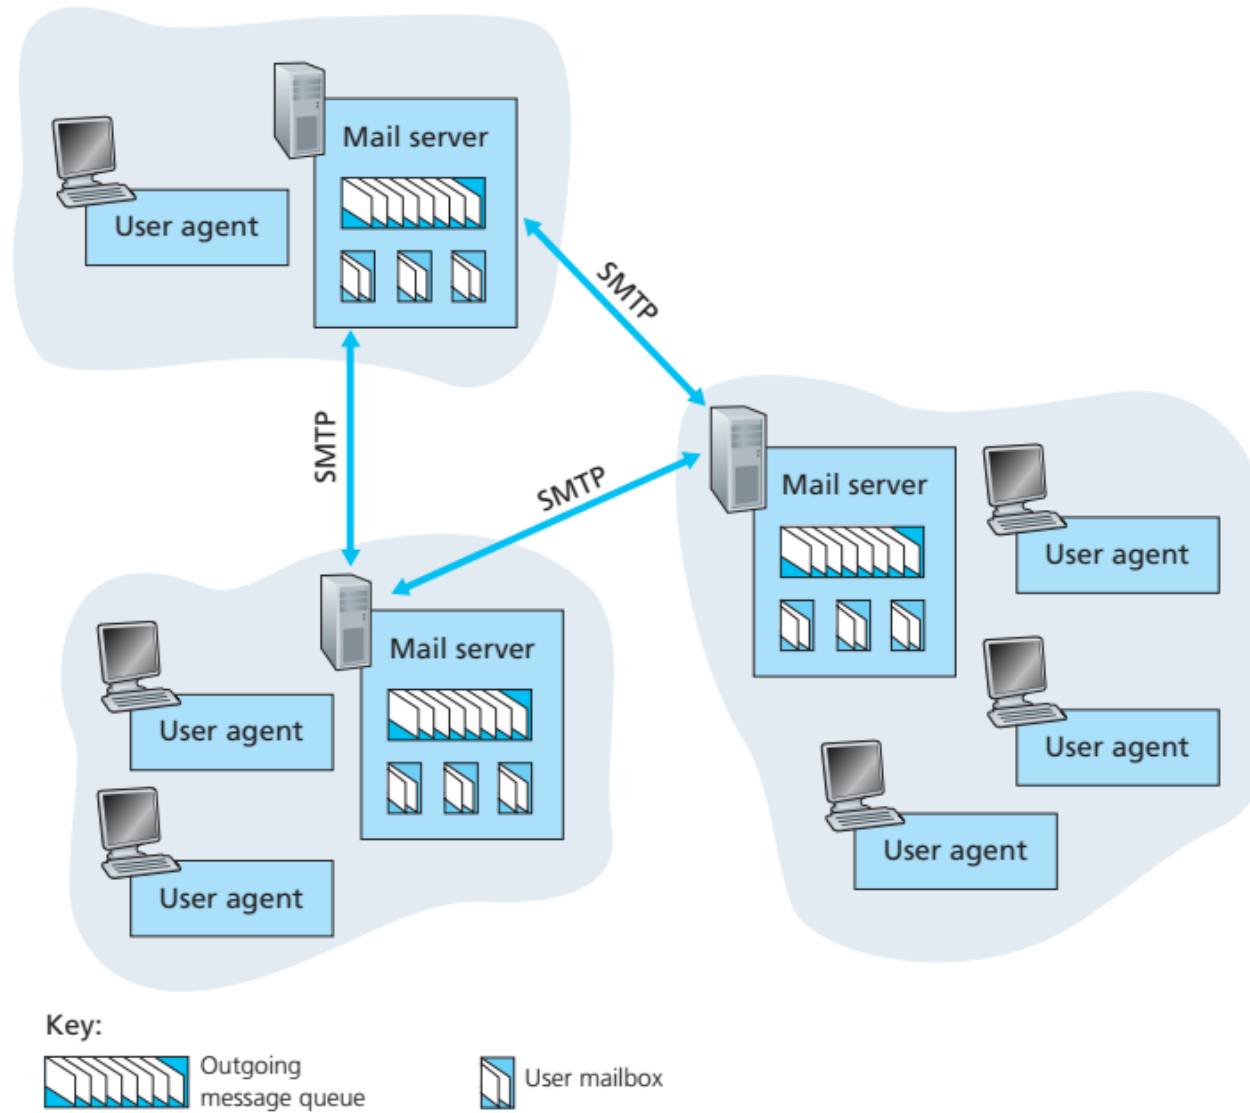 Mail server
User agent
SMTP
SMTP
SMTP
Mail server
User agent
User agent
User agent
Mail server
User agent
User agent
Key:
Outgoing
message queue
User mailbox